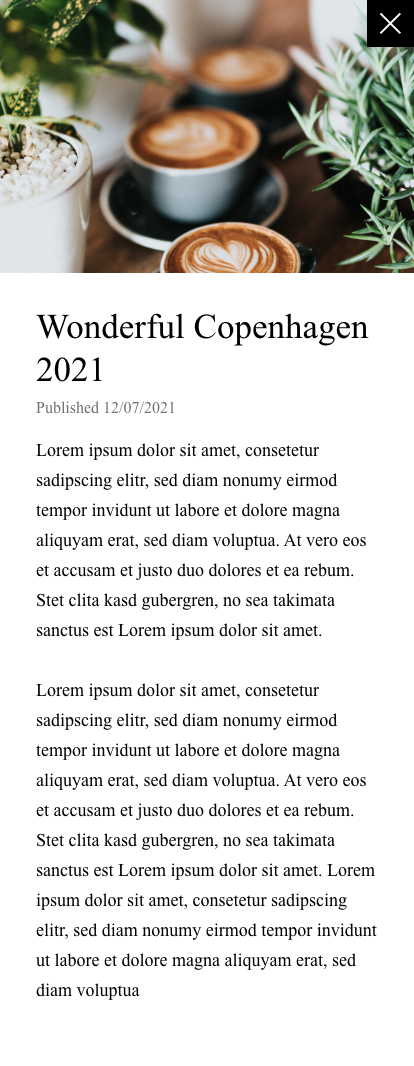 Wonderful Copenhagen
2021
Published 12/07/2021
Lorem ipsum dolor sit amet, consetetur
sadipscing elitr, sed diam nonumy eirmod
tempor invidunt ut labore et dolore magna
aliquyam erat, sed diam voluptua. At vero eos
et accusam et justo duo dolores et ea rebum.
Stet clita kasd gubergren, no sea takimata
sanctus est Lorem ipsum dolor sit amet.
Lorem ipsum dolor sit amet, consetetur
sadipscing elitr, sed diam nonumy eirmod
tempor invidunt ut labore et dolore magna
aliquyam erat, sed diam voluptua. At vero eos
et accusam et justo duo dolores et ea rebum.
Stet clita kasd gubergren, no sea takimata
sanctus est Lorem ipsum dolor sit amet. Lorem
ipsum dolor sit amet, consetetur sadipscing
elitr, sed diam nonumy eirmod tempor invidunt
ut labore et dolore magna aliquyam erat, sed
diam voluptua